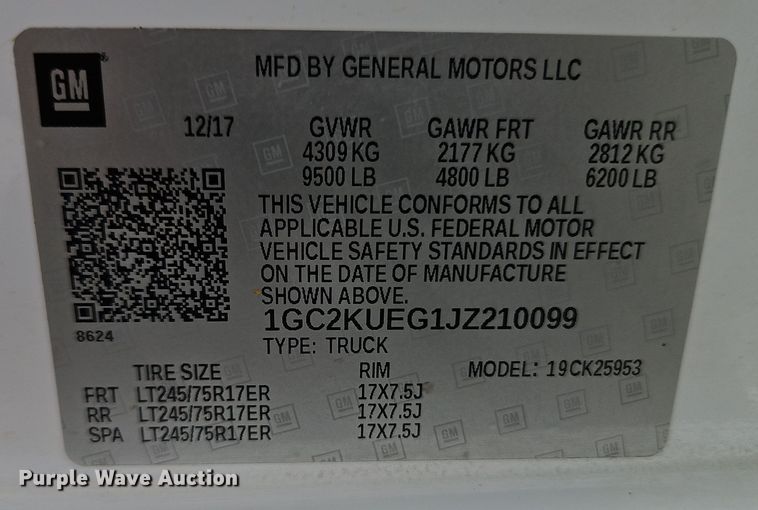 GM
MFD BY GENERAL MOTORS LLC
12/17 GVWR GAWR FRT GAWR RR
4309 KG 2177 KG 2812 KG
9500 LB 4800 LB 6200 LB
THIS VEHICLE CONFORMS TO ALL
APPLICABLE U.S. FEDERAL MOTOR
VEHICLE SAFETY STANDARDS IN EFFECT
ON THE DATE OF MANUFACTURE
SHOWN ABOVE.
8624
1GC2KUEG1JZ210099
TYPE: TRUCK
TIRE SIZE RIM MODEL: 19CK25953
FRT LT245/75R17ER 17X7.5J
RR LT245/75R17ER 17X7.5J
SPA LT245/75R17ER 17X7.5J
Purple Wave Auction